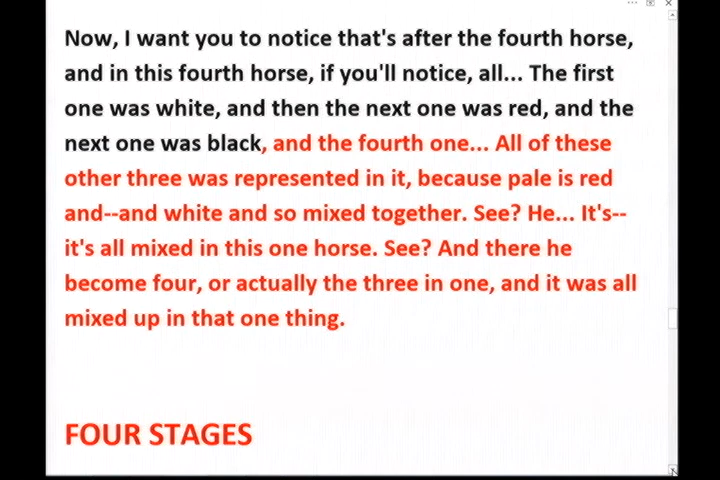 Now, I want you to notice that's after the fourth horse,
and in this fourth horse, if you'll notice, all... The first
one was white, and then the next one was red, and the
next one was black, and the fourth one... All of these
other three was represented in it, because pale is red
and--and white and so mixed together. See? He... It's--
it's all mixed in this one horse. See? And there he
become four, or actually the three in one, and it was all
mixed up in that one thing.
FOUR STAGES